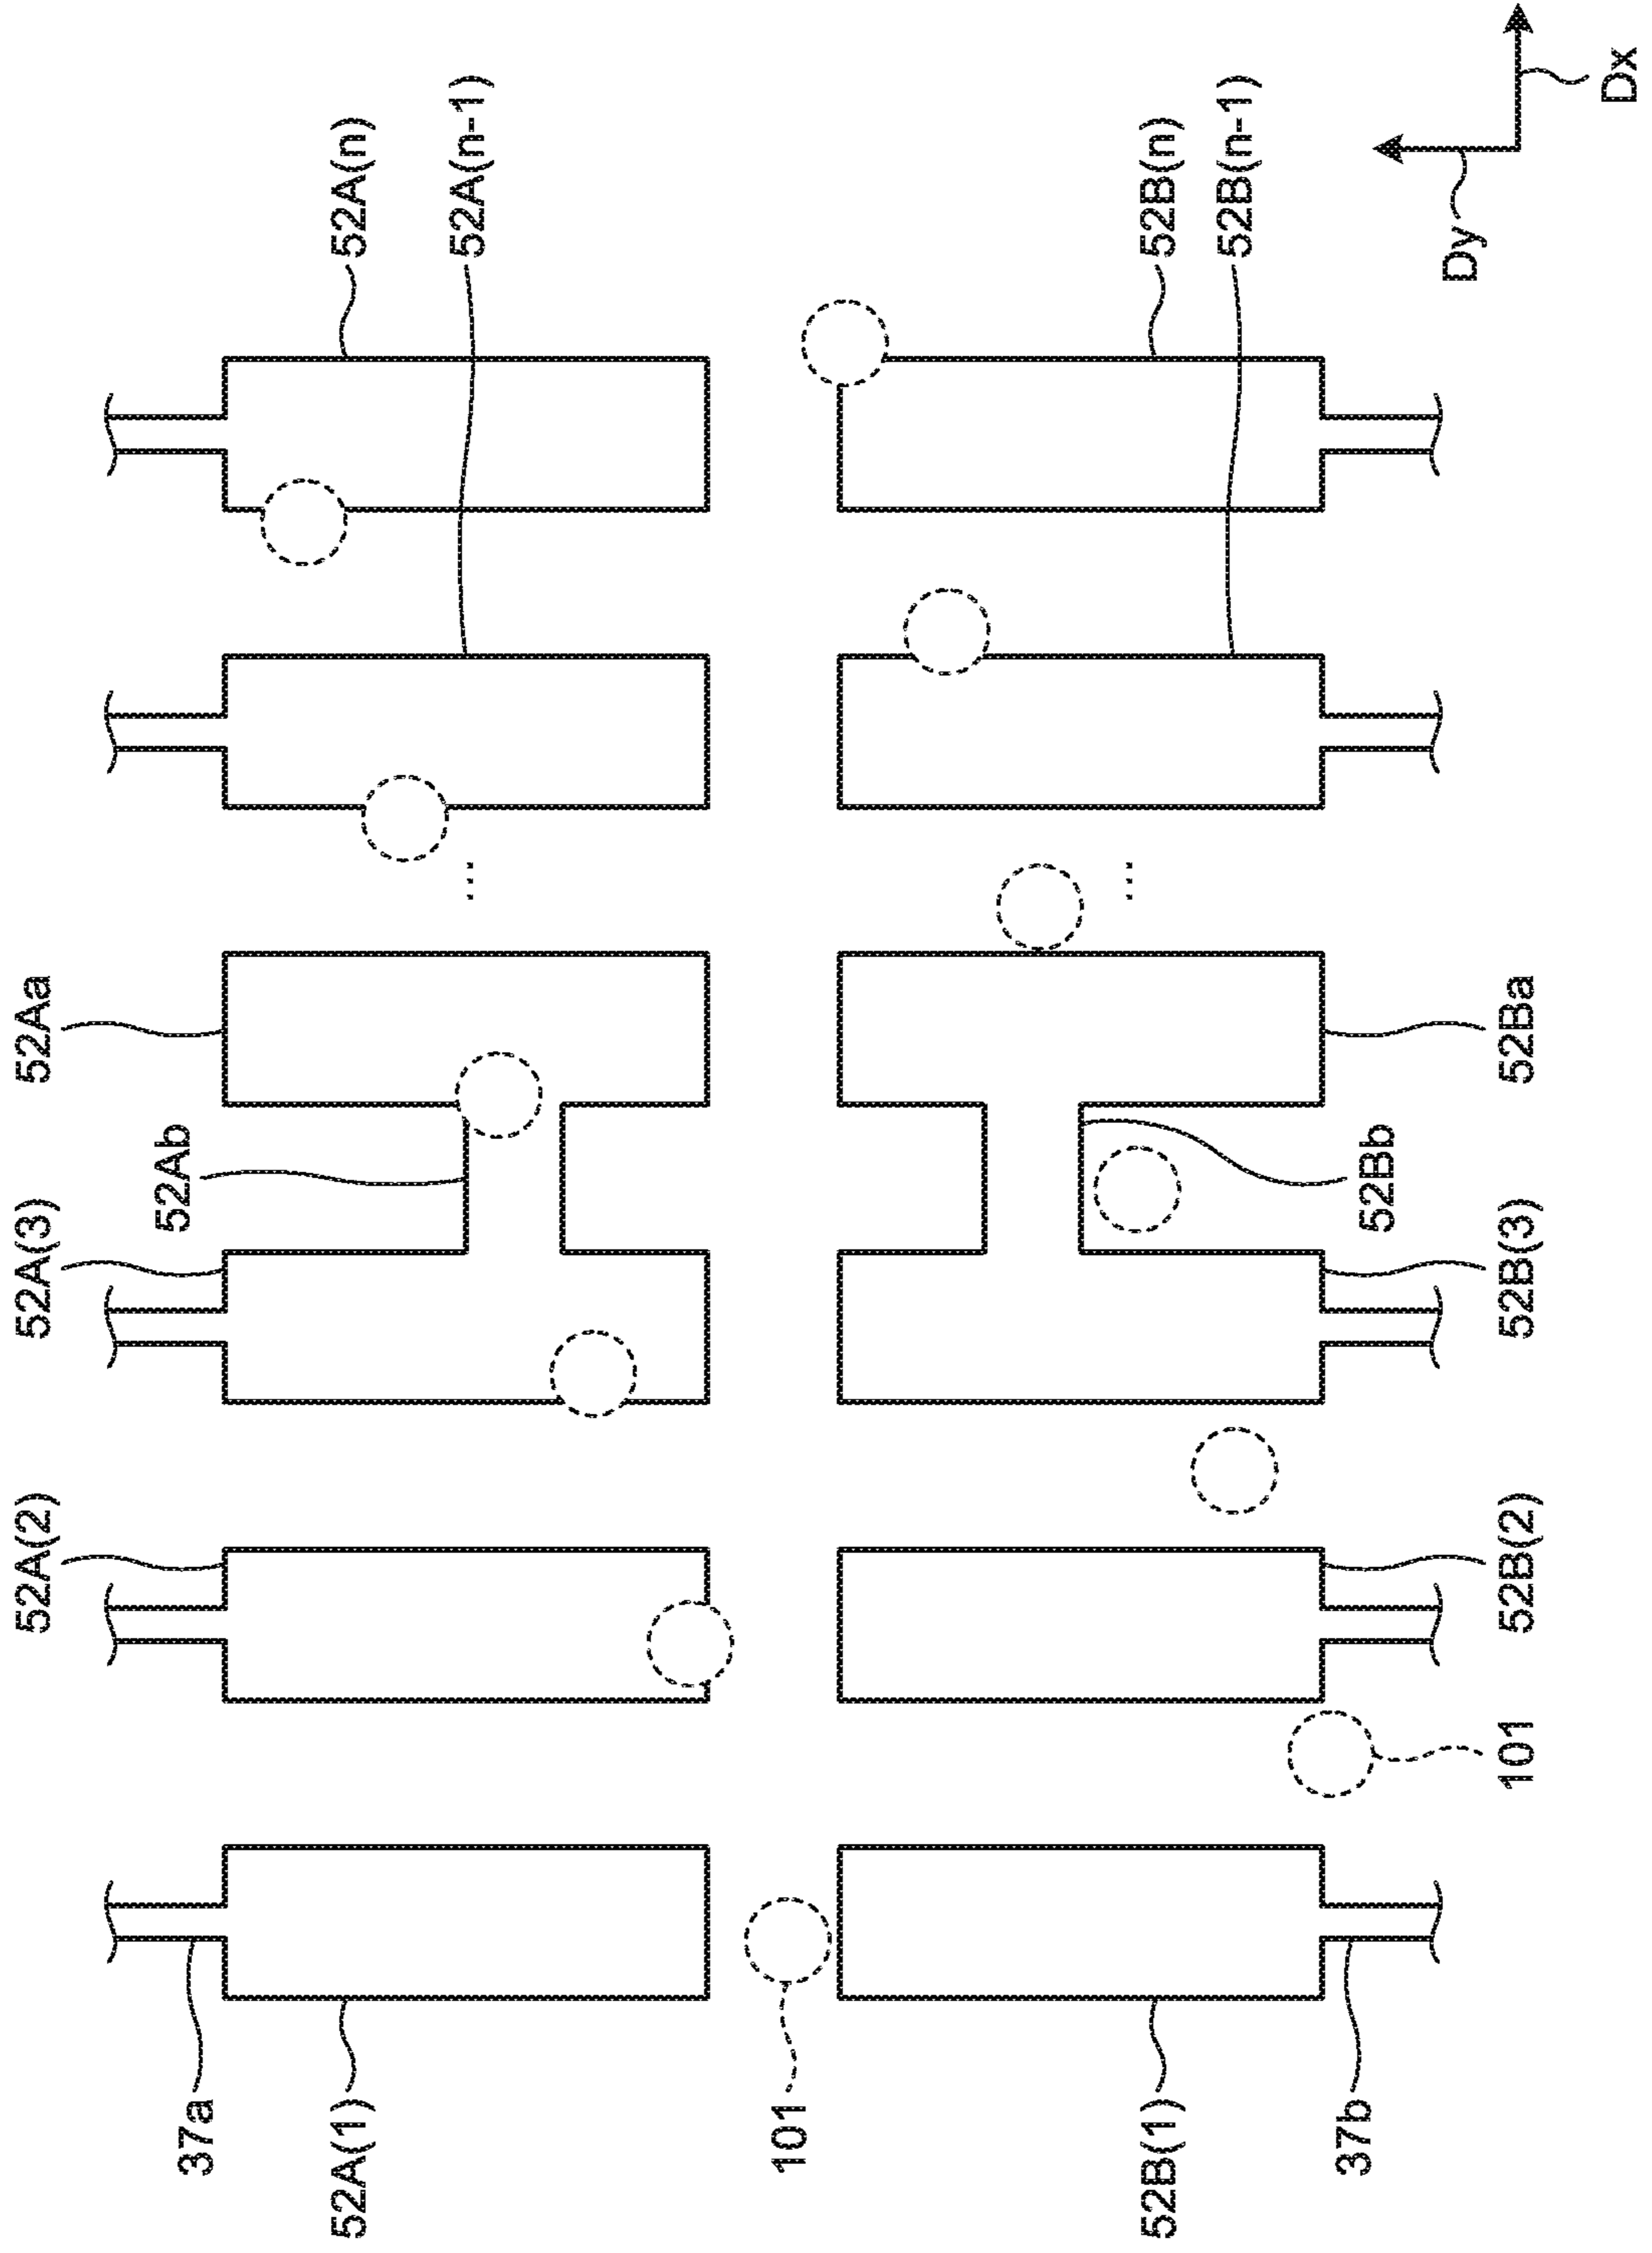 37a
52A(1)
52A(2)
52A(3)
52Ab
52Aa
52A(n)
52A(n-1)
...
101
52B(1)
37b
101
52B(2)
52B(3)
52Bb
52Ba
...
52B(n)
52B(n-1)
Dy
Dx